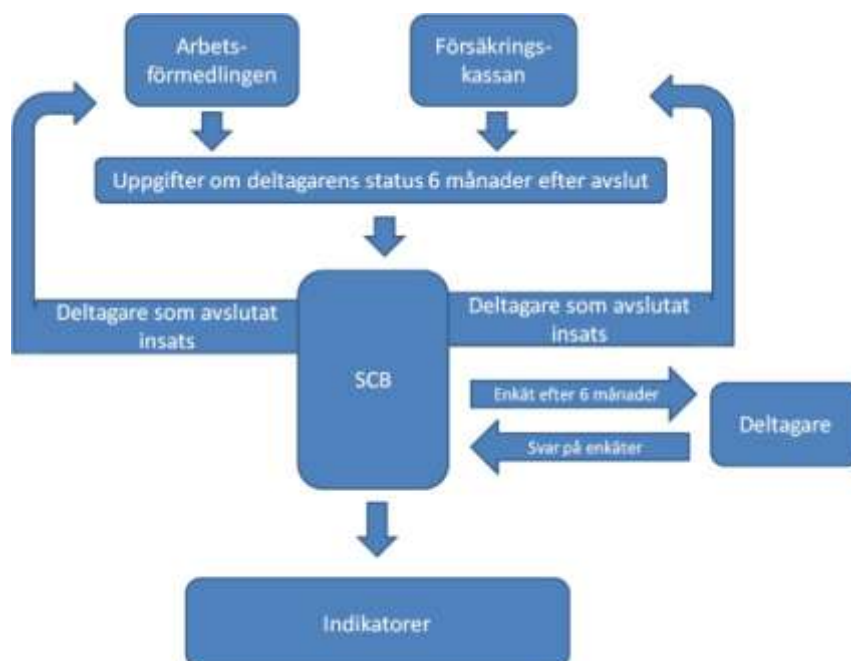 Arbets-
förmedlingen
Försäkrings-
kassan
Uppgifter om deltagarens status 6 månader efter avslut
Deltagare som avslutat
insats
Deltagare som avslutat
insats
SCB
Enkät efter 6 månader
Svar på enkäter
Deltagare
Indikatorer